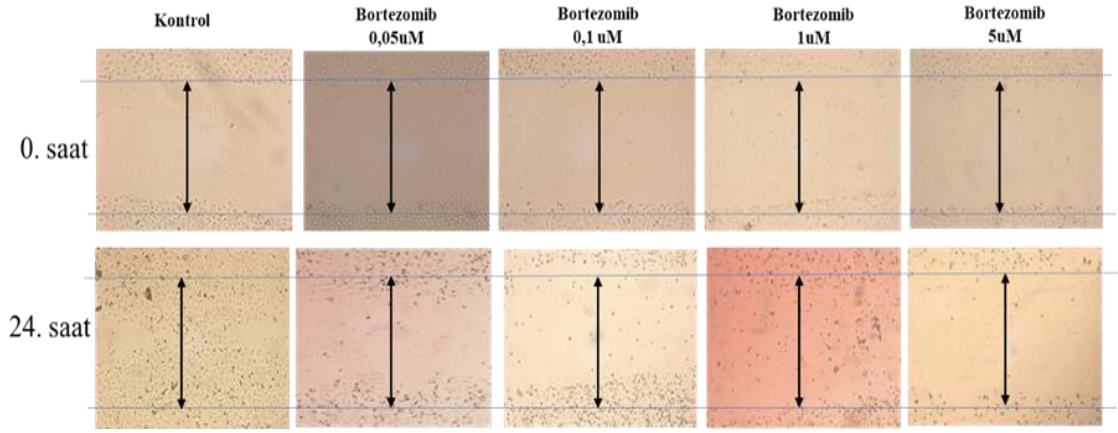 Kontrol
Bortezomib
0,05uM
Bortezomib
0,1 uM
Bortezomib
1uM
Bortezomib
5uM
0. saat
24. saat